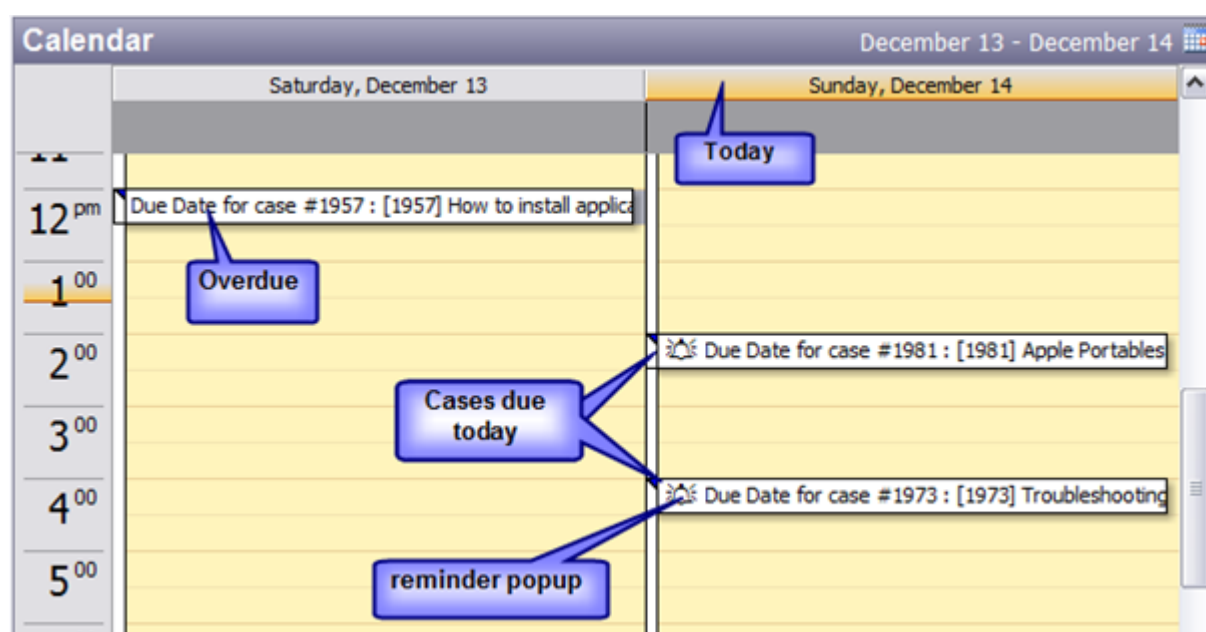 Calendar December 13 - December 14
Saturday, December 13 Sunday, December 14
Today
12 pm Due Date for case #1957 : [1957] How to install applica
Overdue
1 00
2 00 Due Date for case #1981 : [1981] Apple Portables
Cases due
today
3 00
4 00 Due Date for case #1973 : [1973] Troubleshooting
reminder popup
5 00